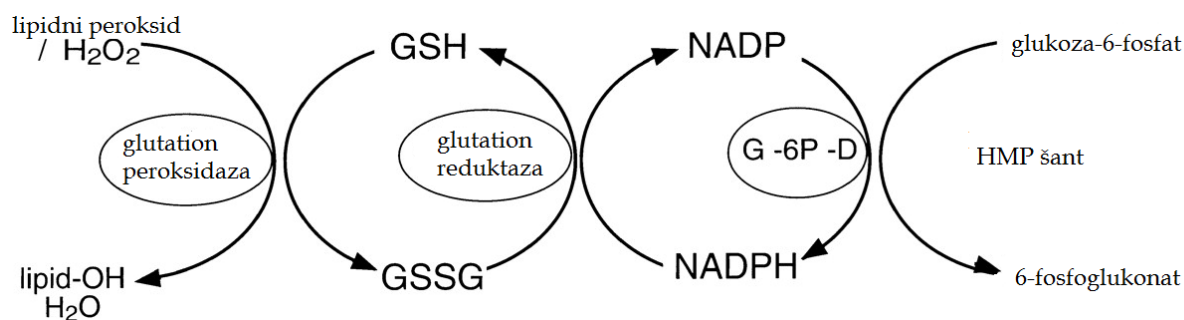 lipidni peroksid
/ H₂O₂
GSH
NADP
glukoza-6-fosfat
glutation
peroksidaza
glutation
reduktaza
G -6P -D
HMP šant
lipid-OH
H₂O
GSSG
NADPH
6-fosfoglukonat